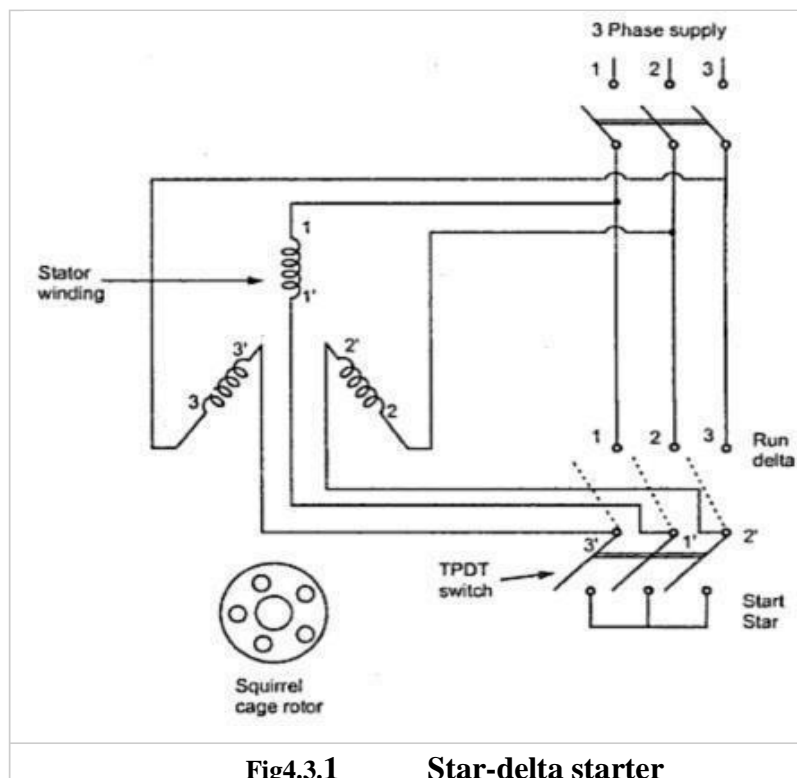 3 Phase supply
1 2 3
1
Stator
winding
1'
3' 2'
3 2
1 2 3 Run
delta
3' 1' 2'
TPDT
switch
Start
Star
Squirrel
cage rotor
Fig4.3.1 Star-delta starter